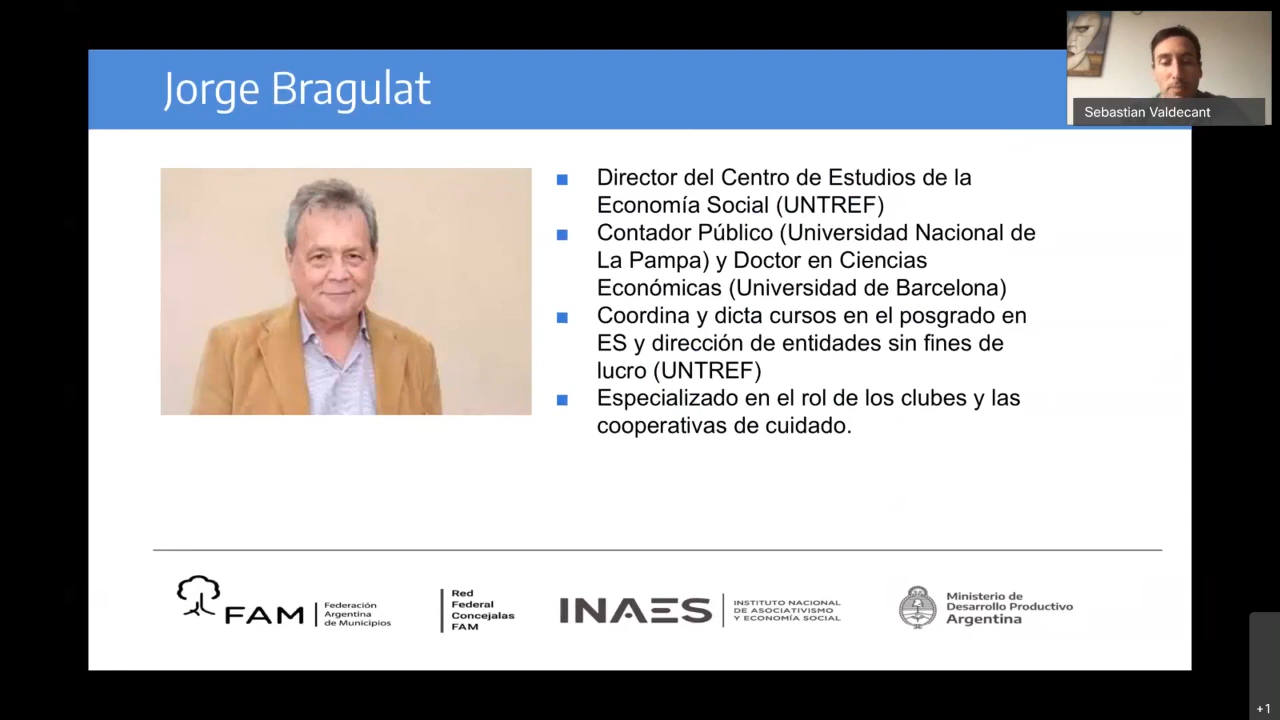 Jorge Bragulat
Sebastian Valdecant
Director del Centro de Estudios de la
Economía Social (UNTREF)
Contador Público (Universidad Nacional de
La Pampa) y Doctor en Ciencias
Económicas (Universidad de Barcelona)
Coordina y dicta cursos en el posgrado en
ES y dirección de entidades sin fines de
lucro (UNTREF)
Especializado en el rol de los clubes y las
cooperativas de cuidado.
FAM
Federación
Argentina
de Municipios
Red
Federal
Concejalas
FAM
INAES
INSTITUTO NACIONAL
DE ASOCIATIVISMO
Y ECONOMÍA SOCIAL
Ministerio de
Desarrollo Productivo
Argentina
+1